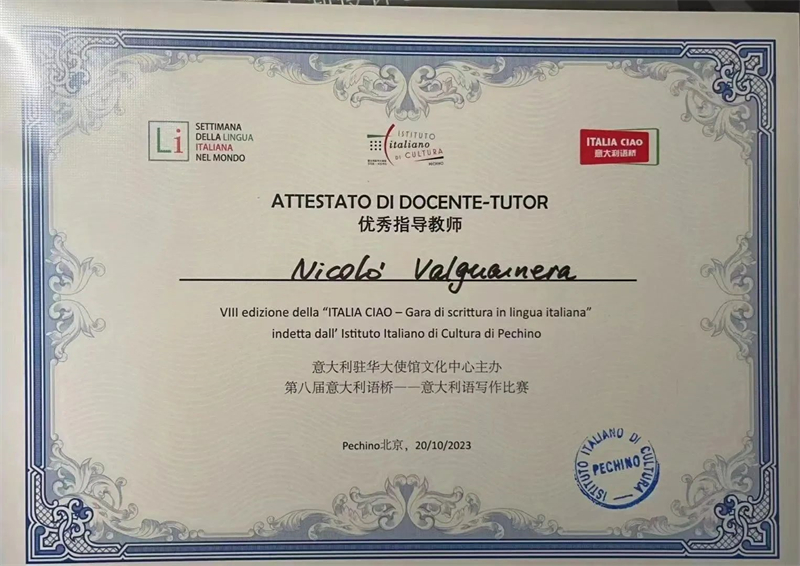 Li
SETTIMANA
DELLA LINGUA
ITALIANA
NEL MONDO
ISTITUTO
italiano
DI CULTURA
PECHINO
ITALIA CIAO
意大利语桥
ATTESTATO DI DOCENTE-TUTOR
优秀指导教师
Nicolò Valguarnera
VIII edizione della “ITALIA CIAO – Gara di scrittura in lingua italiana”
indetta dall’ Istituto Italiano di Cultura di Pechino
意大利驻华大使馆文化中心主办
第八届意大利语桥——意大利语写作比赛
Pechino北京，20/10/2023
ISTITUTO ITALIANO DI CULTURA
PECHINO